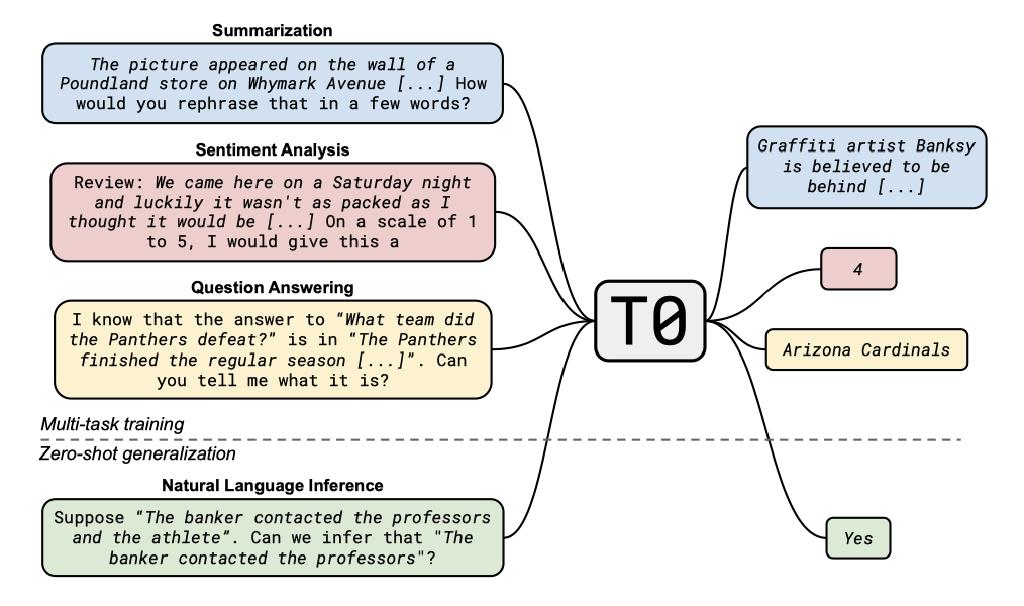 Summarization
The picture appeared on the wall of a
Poundland store on Whymark Avenue [...] How
would you rephrase that in a few words?
Sentiment Analysis
Review: We came here on a Saturday night
and luckily it wasn't as packed as I
thought it would be [...] On a scale of 1
to 5, I would give this a
Question Answering
I know that the answer to “What team did
the Panthers defeat?” is in “The Panthers
finished the regular season [...]”. Can
you tell me what it is?
Multi-task training
Zero-shot generalization
Natural Language Inference
Suppose “The banker contacted the professors
and the athlete”. Can we infer that "The
banker contacted the professors"?
T0
Graffiti artist Banksy
is believed to be
behind [...]
4
Arizona Cardinals
Yes